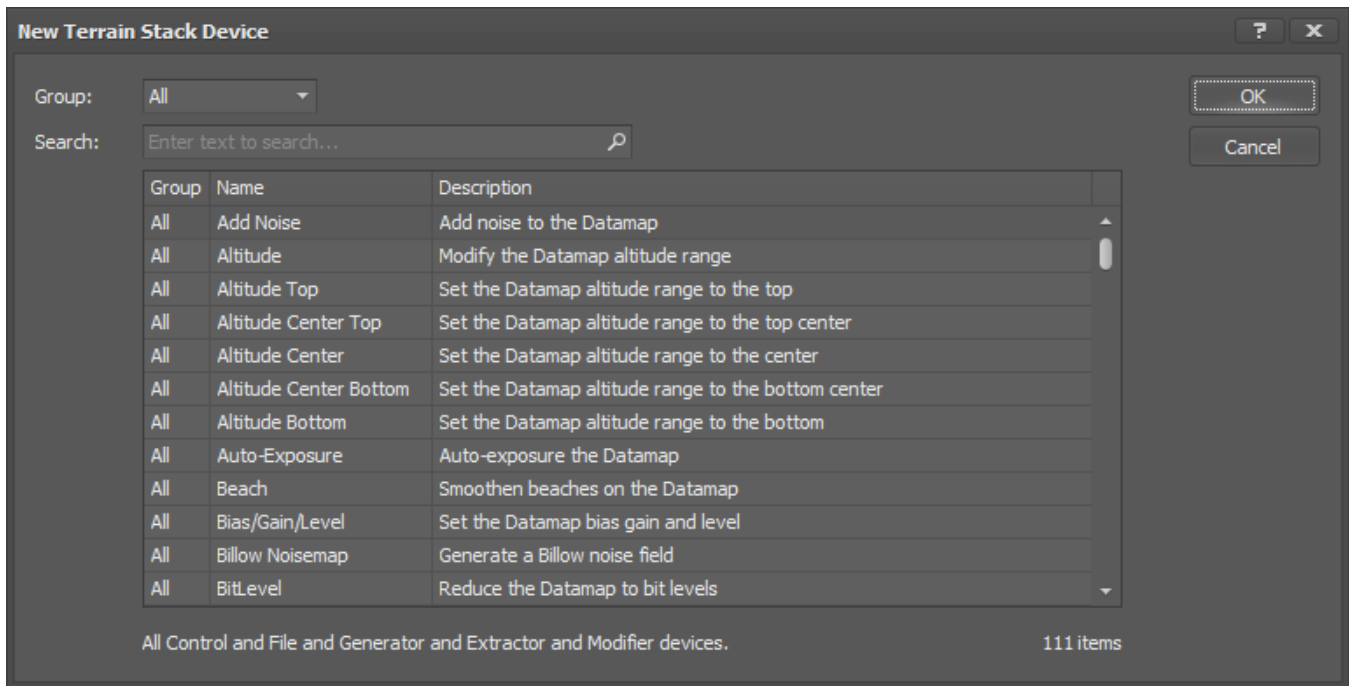 New Terrain Stack Device ? x
Group: All OK
Search: Enter text to search... Cancel
Group Name Description
All Add Noise Add noise to the Datamap
All Altitude Modify the Datamap altitude range
All Altitude Top Set the Datamap altitude range to the top
All Altitude Center Top Set the Datamap altitude range to the top center
All Altitude Center Set the Datamap altitude range to the center
All Altitude Center Bottom Set the Datamap altitude range to the bottom center
All Altitude Bottom Set the Datamap altitude range to the bottom
All Auto-Exposure Auto-expose the Datamap
All Beach Smoothen beaches on the Datamap
All Bias/Gain/Level Set the Datamap bias gain and level
All Billow Noisemap Generate a Billow noise field
All BitLevel Reduce the Datamap to bit levels
All Control and File and Generator and Extractor and Modifier devices. 111 items